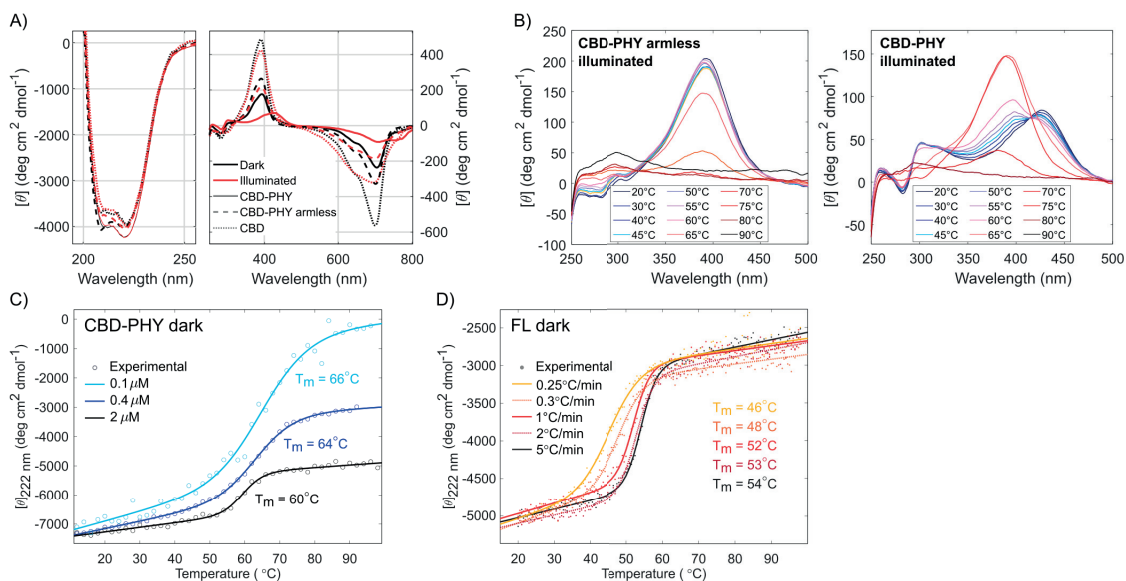 A)
[θ] (deg cm² dmol⁻¹)
0
-1000
-2000
-3000
-4000
200
250
Wavelength (nm)
Dark
Illuminated
CBD-PHY
CBD-PHY armless
CBD
400
200
0
-200
-400
-600
[θ] (deg cm² dmol⁻¹)
400
600
800
Wavelength (nm)
B)
CBD-PHY armless
illuminated
[θ] (deg cm² dmol⁻¹)
250
200
150
100
50
0
-50
-100
20°C 50°C 70°C
30°C 55°C 75°C
40°C 60°C 80°C
45°C 65°C 90°C
250 300 350 400 450 500
Wavelength (nm)
CBD-PHY
illuminated
150
100
50
0
-50
20°C 50°C 70°C
30°C 55°C 75°C
40°C 60°C 80°C
45°C 65°C 90°C
250 300 350 400 450 500
Wavelength (nm)
C)
CBD-PHY dark
[θ]222 nm (deg cm² dmol⁻¹)
0
-1000
-2000
-3000
-4000
-5000
-6000
-7000
Experimental
0.1 μM
0.4 μM
2 μM
Tm = 66°C
Tm = 64°C
Tm = 60°C
20 30 40 50 60 70 80 90
Temperature ( °C)
D)
FL dark
[θ]222 nm (deg cm² dmol⁻¹)
-2500
-3000
-3500
-4000
-4500
-5000
Experimental
0.25°C/min
0.3°C/min
1°C/min
2°C/min
5°C/min
Tm = 46°C
Tm = 48°C
Tm = 52°C
Tm = 53°C
Tm = 54°C
20 30 40 50 60 70 80 90
Temperature ( °C)